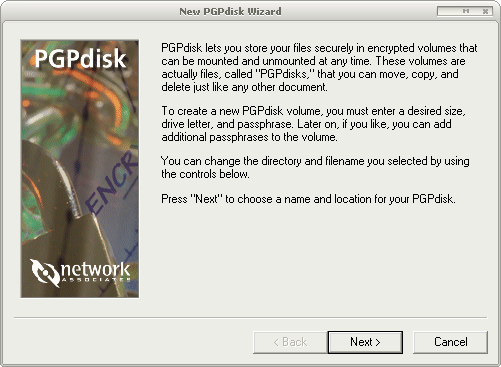 New PGPdisk Wizard
PGPdisk
ENCRY
network
ASSOCIATES
PGPdisk lets you store your files securely in encrypted volumes that
can be mounted and unmounted at any time. These volumes are
actually files, called "PGPdisks," that you can move, copy, and
delete just like any other document.
To create a new PGPdisk volume, you must enter a desired size,
drive letter, and passphrase. Later on, if you like, you can add
additional passphrases to the volume.
You can change the directory and filename you selected by using
the controls below.
Press "Next" to choose a name and location for your PGPdisk.
< Back
Next >
Cancel